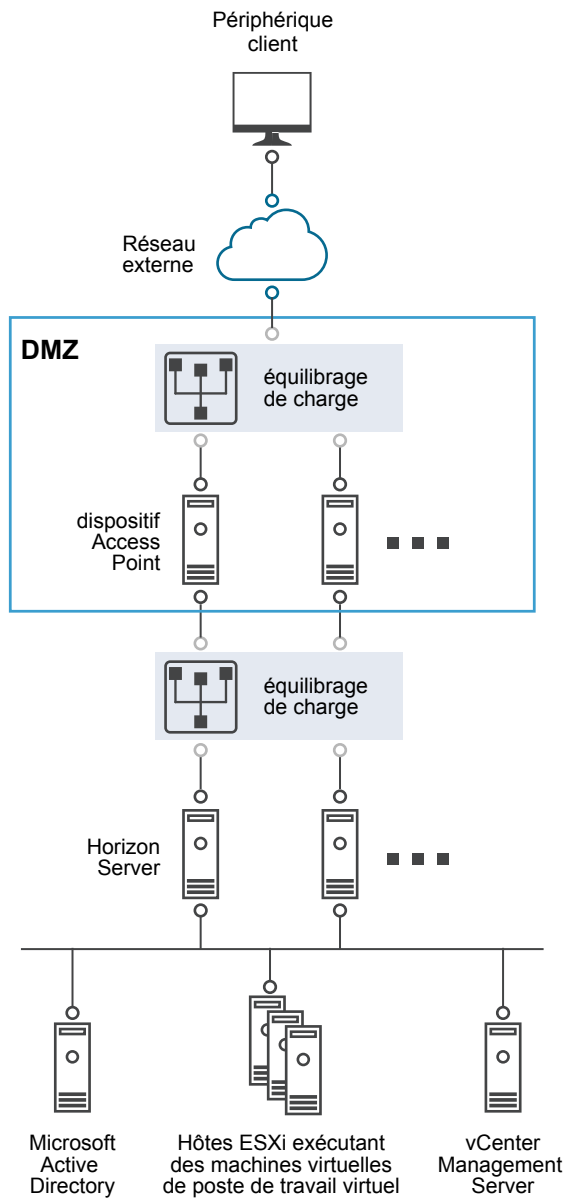 Périphérique
client
Réseau
externe
DMZ
équilibrage
de charge
dispositif
Access
Point
équilibrage
de charge
Horizon
Server
Microsoft
Active
Directory
Hôtes ESXi exécutant
des machines virtuelles
de poste de travail virtuel
vCenter
Management
Server